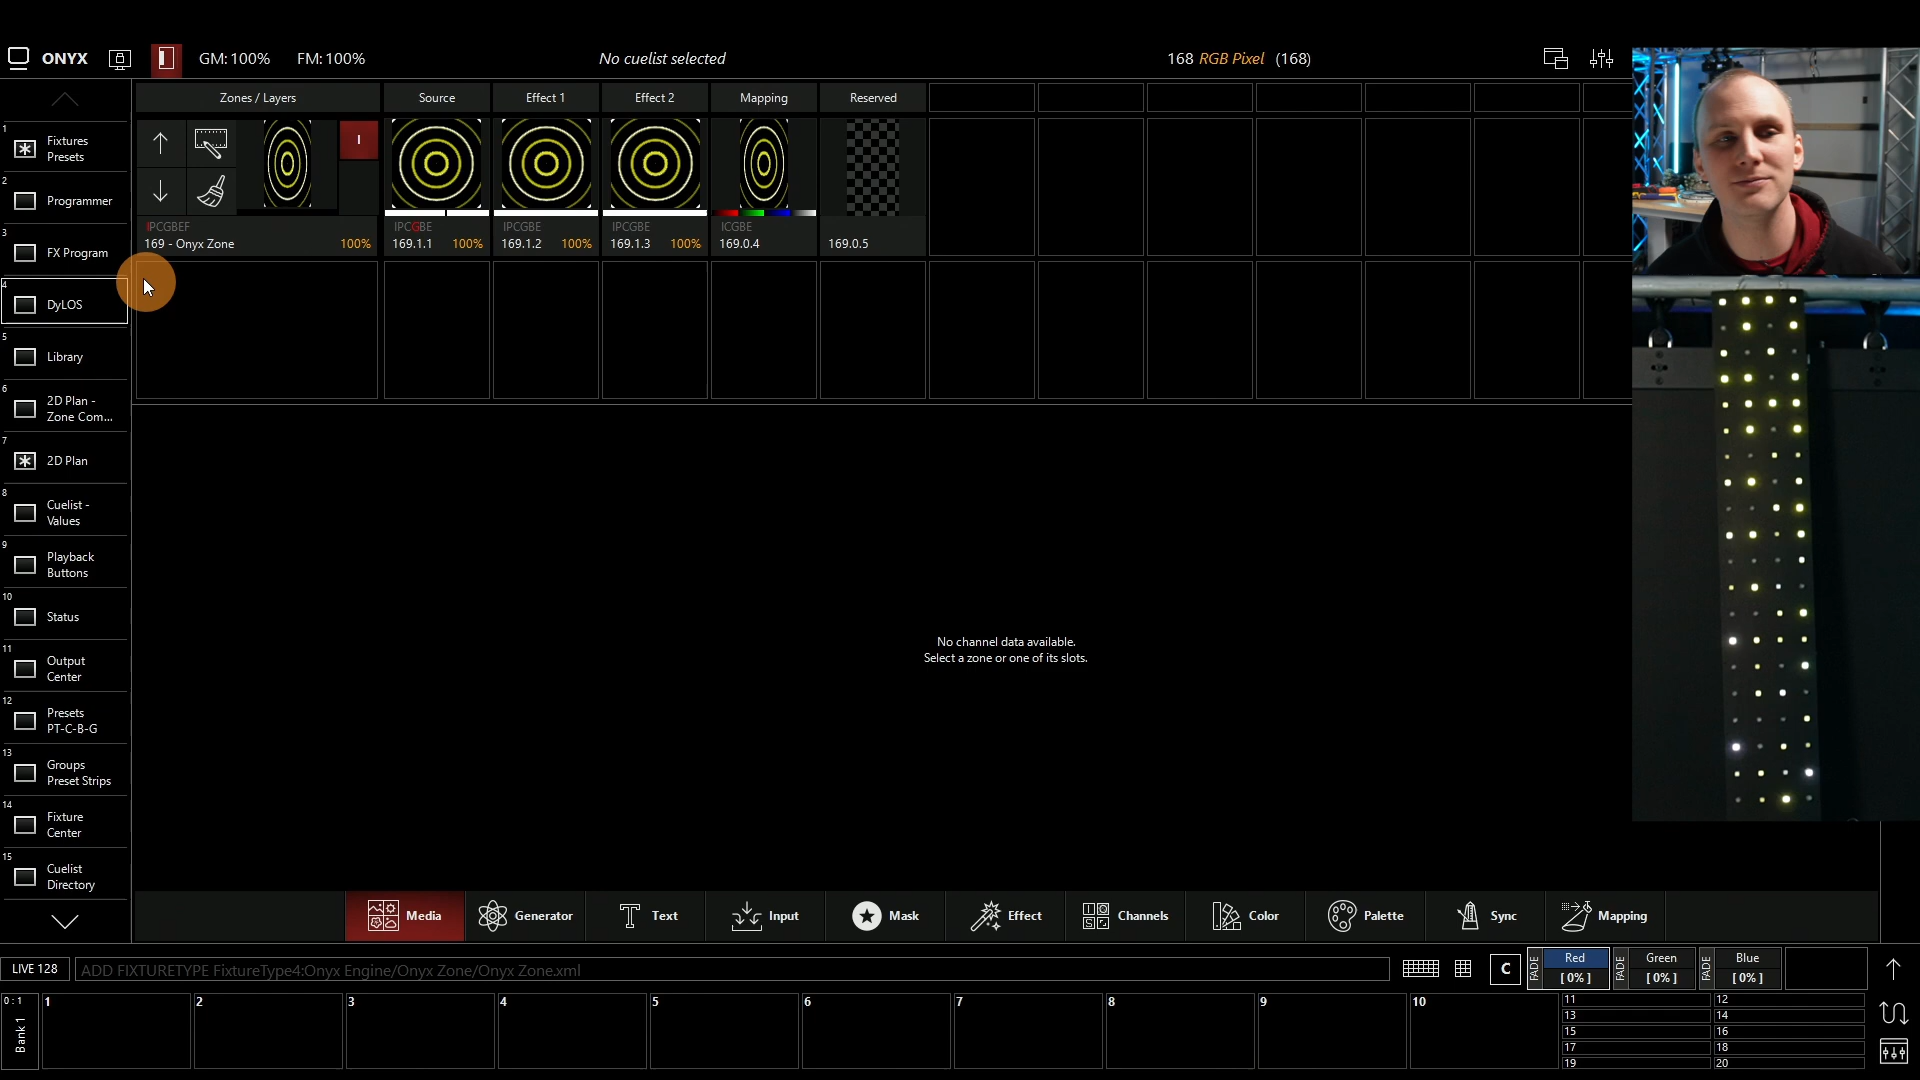 ONYX
GM: 100%
FM: 100%
No cuelist selected
168 RGB Pixel (168)
Zones / Layers
Source
Effect 1
Effect 2
Mapping
Reserved
I
IPCGBEF
169 - Onyx Zone
100%
IPCGBE
169.1.1
100%
IPCGBE
169.1.2
100%
IPCGBE
169.1.3
100%
ICGBE
169.0.4
169.0.5
1
Fixtures
Presets
2
Programmer
3
FX Program
4
DyLOS
5
Library
6
2D Plan -
Zone Com...
7
2D Plan
8
Cuelist -
Values
9
Playback
Buttons
10
Status
11
Output
Center
12
Presets
PT-C-B-G
13
Groups
Preset Strips
14
Fixture
Center
15
Cuelist
Directory
No channel data available.
Select a zone or one of its slots.
Media
Generator
Text
Input
Mask
Effect
Channels
Color
Palette
Sync
Mapping
LIVE 128
ADD FIXTURETYPE FixtureType4:Onyx Engine/Onyx Zone/Onyx Zone.xml
C
FADE
Red
[ 0% ]
FADE
Green
[ 0% ]
FADE
Blue
[ 0% ]
0 : 1
Bank 1
1
2
3
4
5
6
7
8
9
10
11
12
13
14
15
16
17
18
19
20